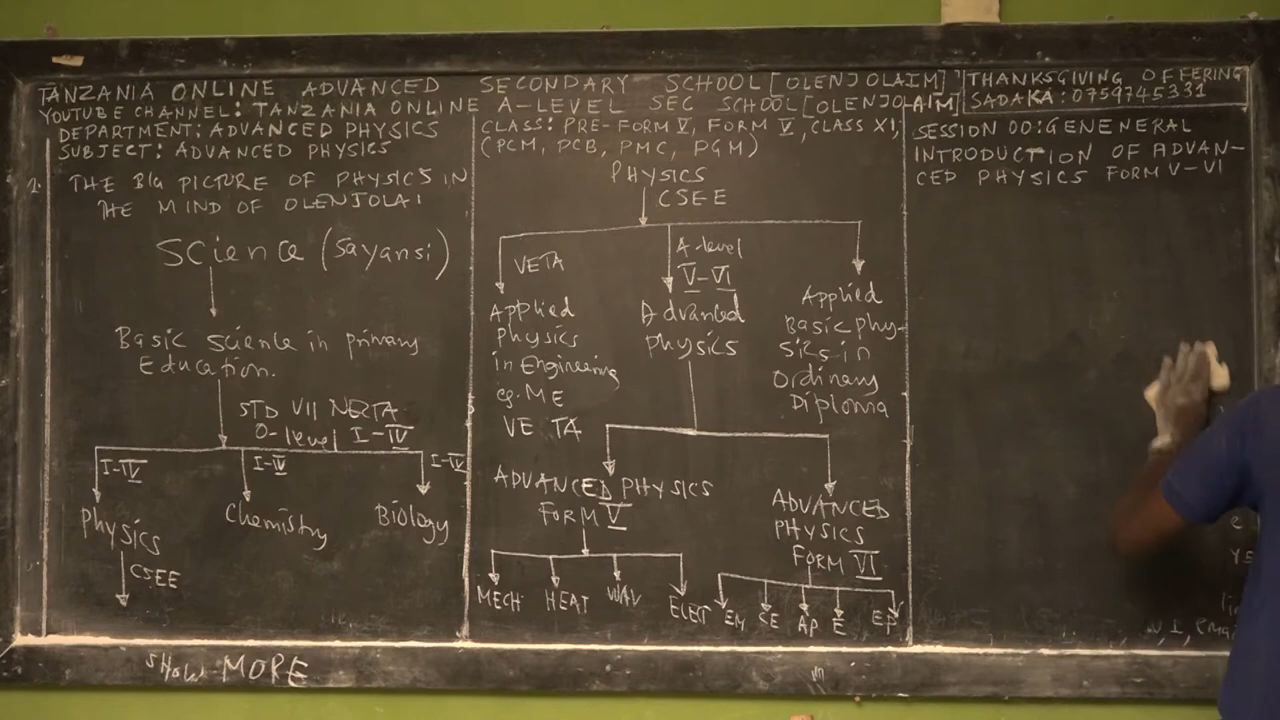 TANZANIA ONLINE ADVANCED SECONDARY SCHOOL [OLENJOLAIM]
YOUTUBE CHANNEL: TANZANIA ONLINE A-LEVEL SEC SCHOOL [OLENJOLAIM]
THANKSGIVING OFFERING
SADAKA: 0759745331
DEPARTMENT: ADVANCED PHYSICS
SUBJECT: ADVANCED PHYSICS
THE BIG PICTURE OF PHYSICS IN
THE MIND OF OLENJOLAI
Science (Sayansi)
Basic science in primary
Education.
STD VII NERTA
O-level I-IV
I-IV
I-IV
I-IV
Physics
Chemistry
Biology
CSEE
CLASS: PRE-FORM V, FORM V, CLASS XI,
(PCM, PCB, PMC, PGM)
PHYSICS
CSEE
VETA
A-level
V-VI
Applied
Physics
in Engineering
eg. ME
VETA
Advanced
physics
Applied
Basic phy-
sics in
Ordinary
Diploma
ADVANCED PHYSICS
FORM V
ADVANCED
PHYSICS
FORM VI
MECH HEAT WAV ELECT
EM CE AP E EP
SESSION 00: GENENERAL
INTRODUCTION OF ADVAN-
CED PHYSICS FORM V-VI
Show MORE